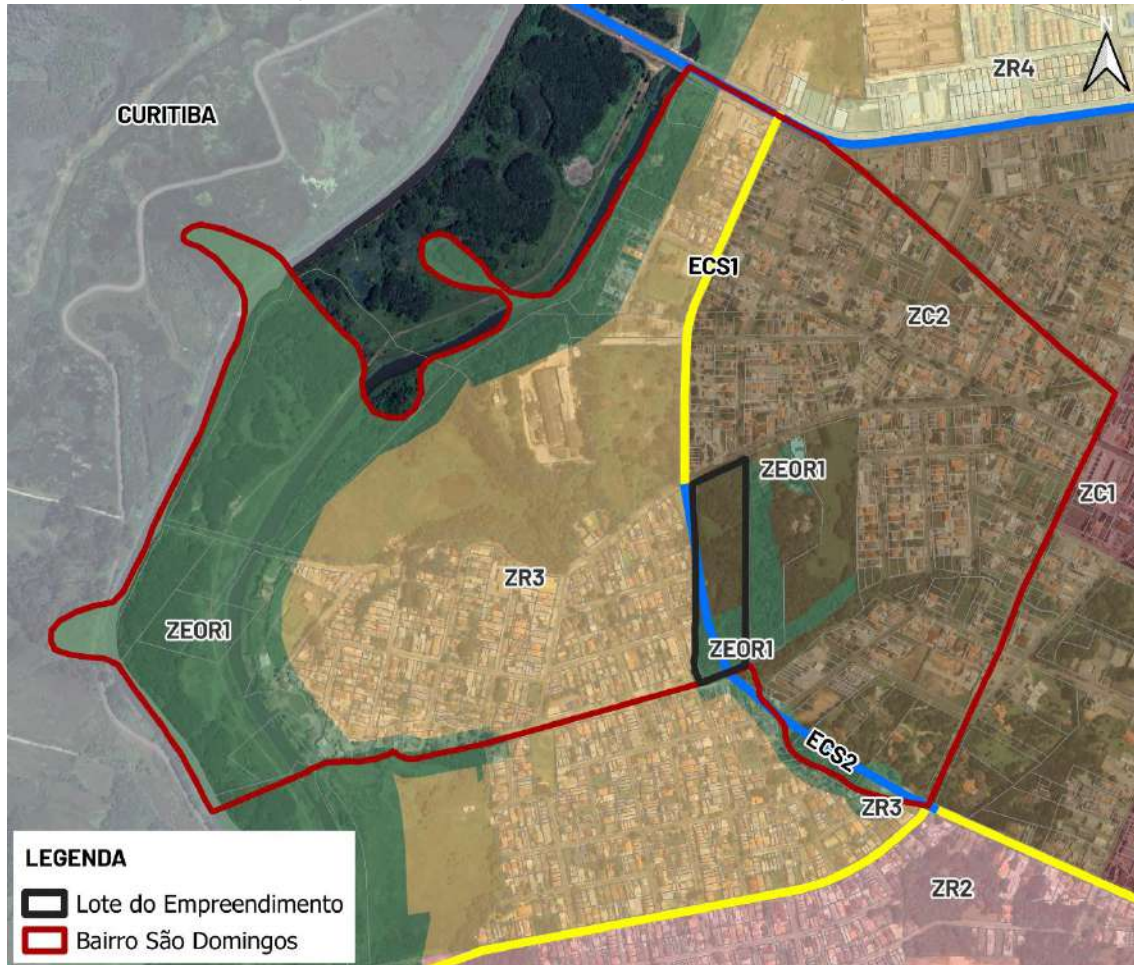 N
ZR4
CURITIBA
ECS1
ZC2
ZEOR1
ZC1
ZR3
ZEOR1
ZEOR1
ECS2
ZR3
ZR2
LEGENDA
Lote do Empreendimento
Bairro São Domingos